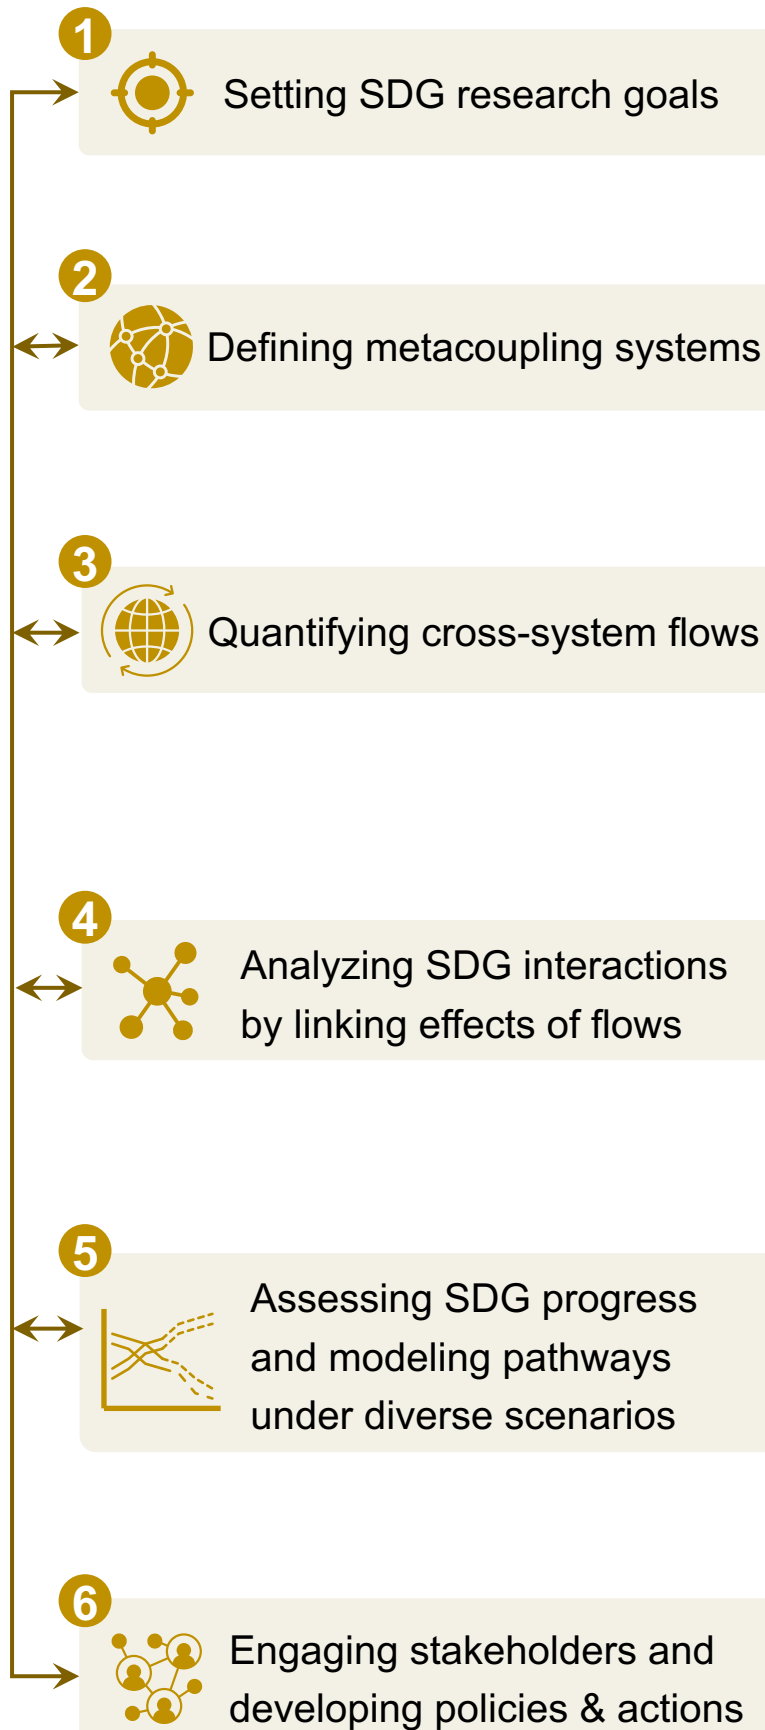 1
Setting SDG research goals
2
Defining metacoupling systems
3
Quantifying cross-system flows
4
Analyzing SDG interactions
by linking effects of flows
5
Assessing SDG progress
and modeling pathways
under diverse scenarios
6
Engaging stakeholders and
developing policies & actions